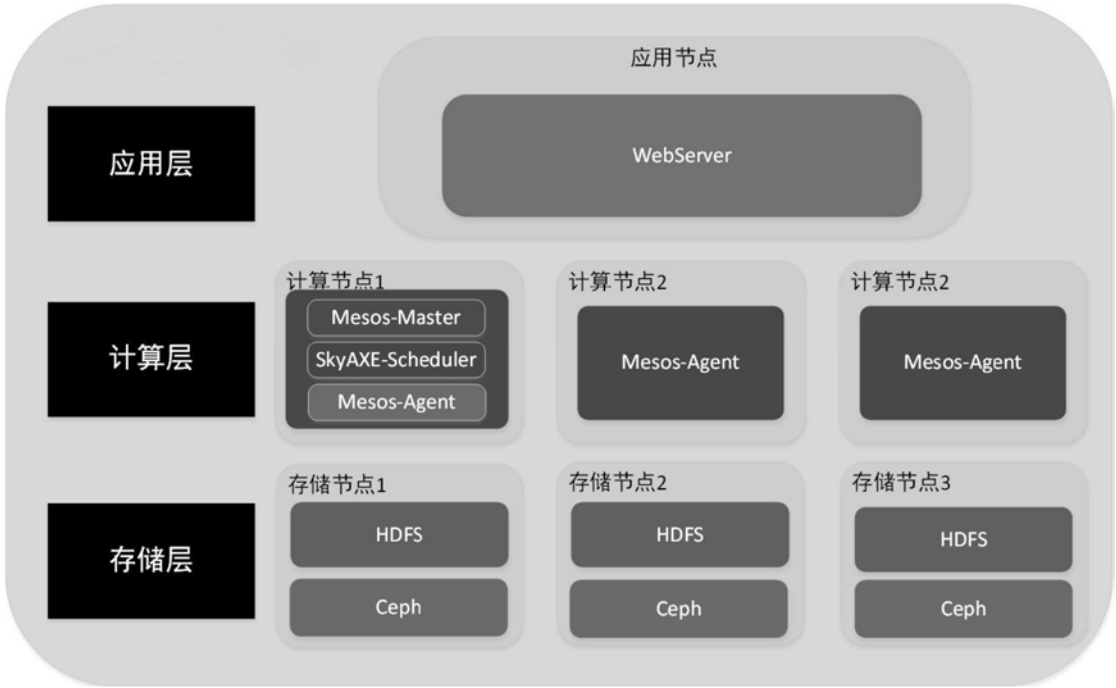 应用节点
应用层
WebServer
计算节点1
计算节点2
计算节点2
计算层
Mesos-Master
SkyAXE-Scheduler
Mesos-Agent
Mesos-Agent
Mesos-Agent
存储节点1
存储节点2
存储节点3
存储层
HDFS
HDFS
HDFS
Ceph
Ceph
Ceph